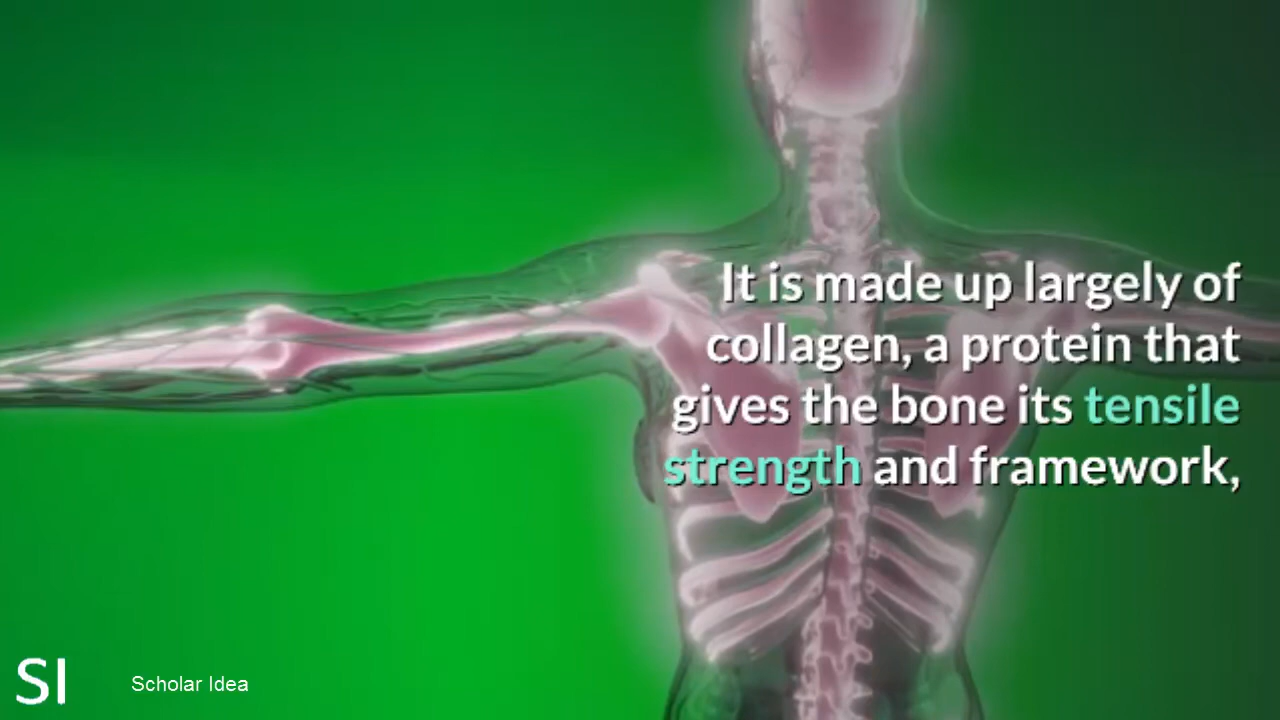 It is made up largely of
collagen, a protein that
gives the bone its tensile
strength and framework,
SI
Scholar Idea